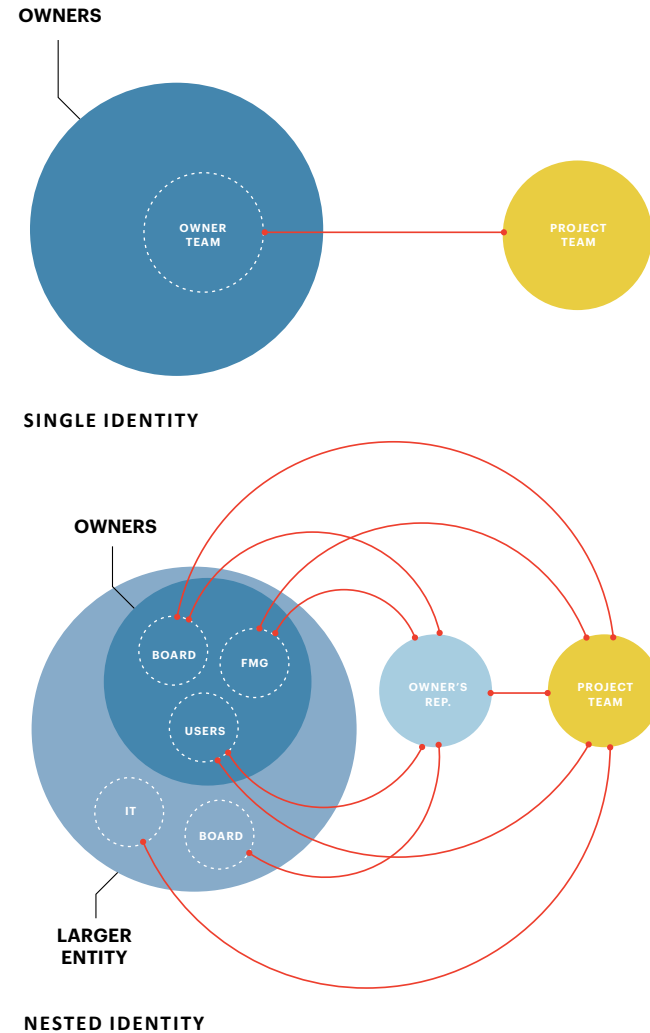 OWNERS
OWNER
TEAM
PROJECT
TEAM
SINGLE IDENTITY
OWNERS
BOARD
FMG
OWNER'S
REP.
PROJECT
TEAM
USERS
IT
BOARD
LARGER
ENTITY
NESTED IDENTITY